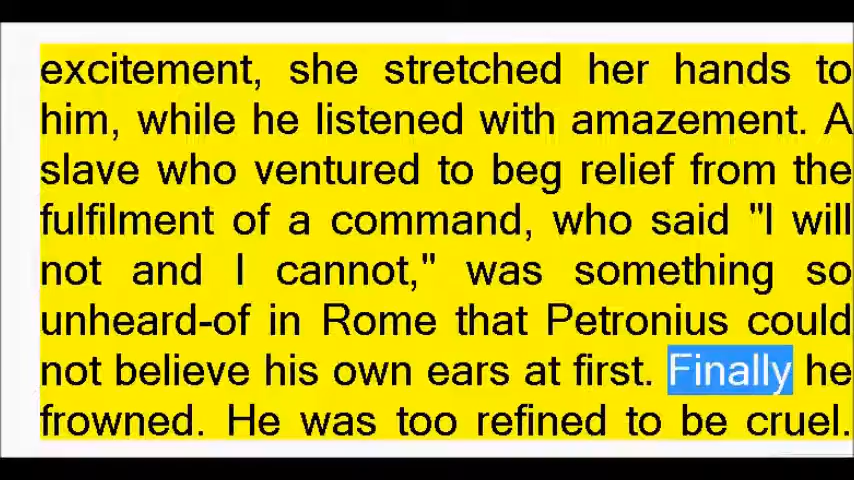 excitement, she stretched her hands to
him, while he listened with amazement. A
slave who ventured to beg relief from the
fulfilment of a command, who said "I will
not and I cannot," was something so
unheard-of in Rome that Petronius could
not believe his own ears at first. Finally he
frowned. He was too refined to be cruel.